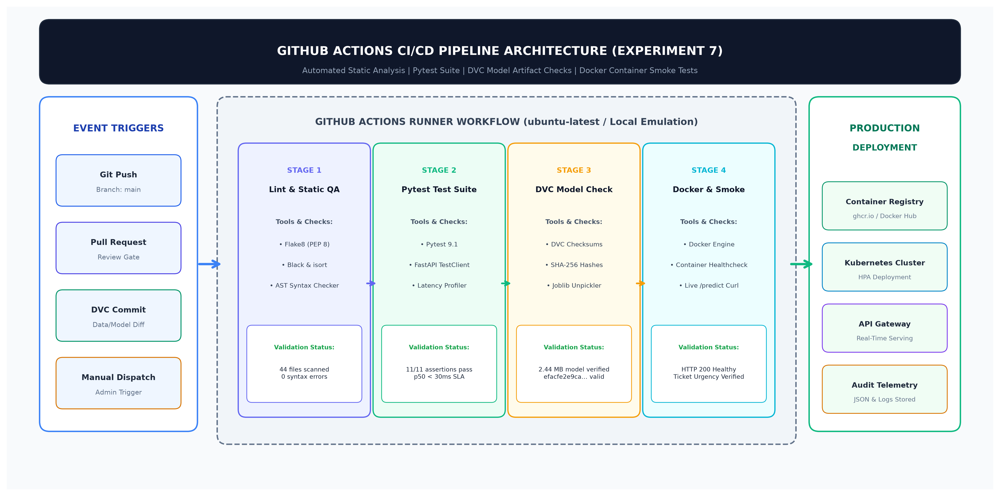 GITHUB ACTIONS CI/CD PIPELINE ARCHITECTURE (EXPERIMENT 7)
Automated Static Analysis | Pytest Suite | DVC Model Artifact Checks | Docker Container Smoke Tests
EVENT TRIGGERS
Git Push
Branch: main
Pull Request
Review Gate
DVC Commit
Data/Model Diff
Manual Dispatch
Admin Trigger
GITHUB ACTIONS RUNNER WORKFLOW (ubuntu-latest / Local Emulation)
STAGE 1
Lint & Static QA
Tools & Checks:
• Flake8 (PEP 8)
• Black & isort
• AST Syntax Checker
Validation Status:
44 files scanned
0 syntax errors
STAGE 2
Pytest Test Suite
Tools & Checks:
• Pytest 9.1
• FastAPI TestClient
• Latency Profiler
Validation Status:
11/11 assertions pass
p50 < 30ms SLA
STAGE 3
DVC Model Check
Tools & Checks:
• DVC Checksums
• SHA-256 Hashes
• Joblib Unpickler
Validation Status:
2.44 MB model verified
efacfe2e9ca... valid
STAGE 4
Docker & Smoke
Tools & Checks:
• Docker Engine
• Container Healthcheck
• Live /predict Curl
Validation Status:
HTTP 200 Healthy
Ticket Urgency Verified
PRODUCTION
DEPLOYMENT
Container Registry
ghcr.io / Docker Hub
Kubernetes Cluster
HPA Deployment
API Gateway
Real-Time Serving
Audit Telemetry
JSON & Logs Stored